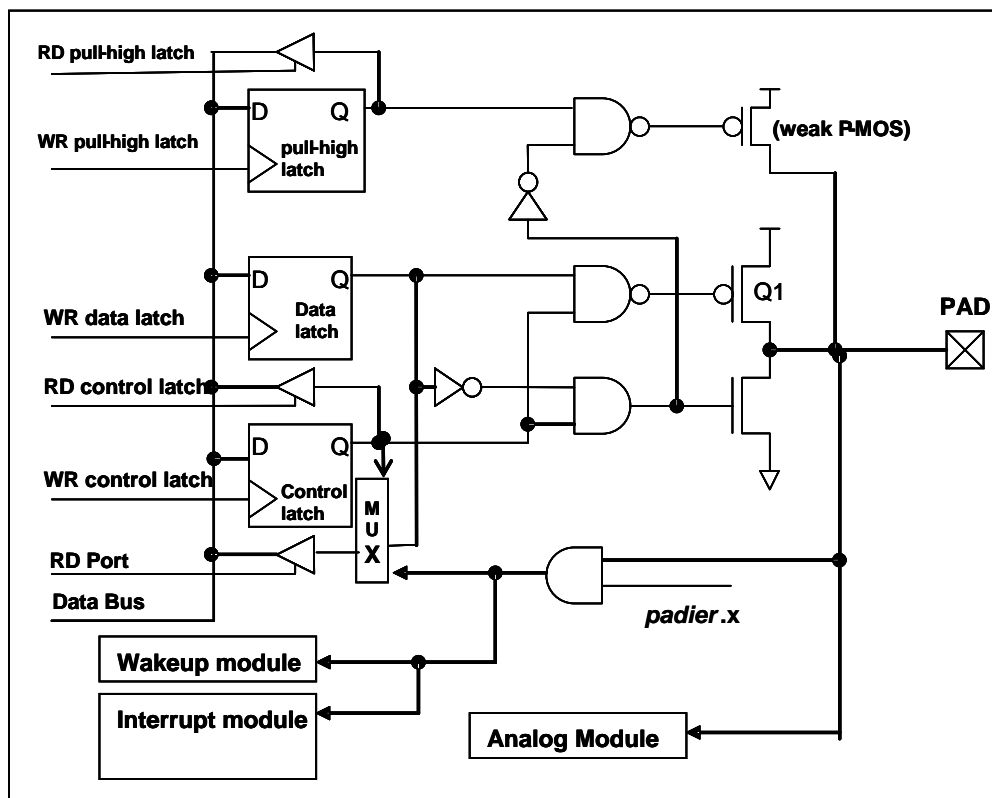 RD pull-high latch
D
Q
WR pull-high latch
pull-high
latch
(weak P-MOS)
D
Q
Data
latch
WR data latch
Q1
PAD
RD control latch
D
Q
WR control latch
Control
latch
M
U
X
RD Port
Data Bus
padier.x
Wakeup module
Interrupt module
Analog Module